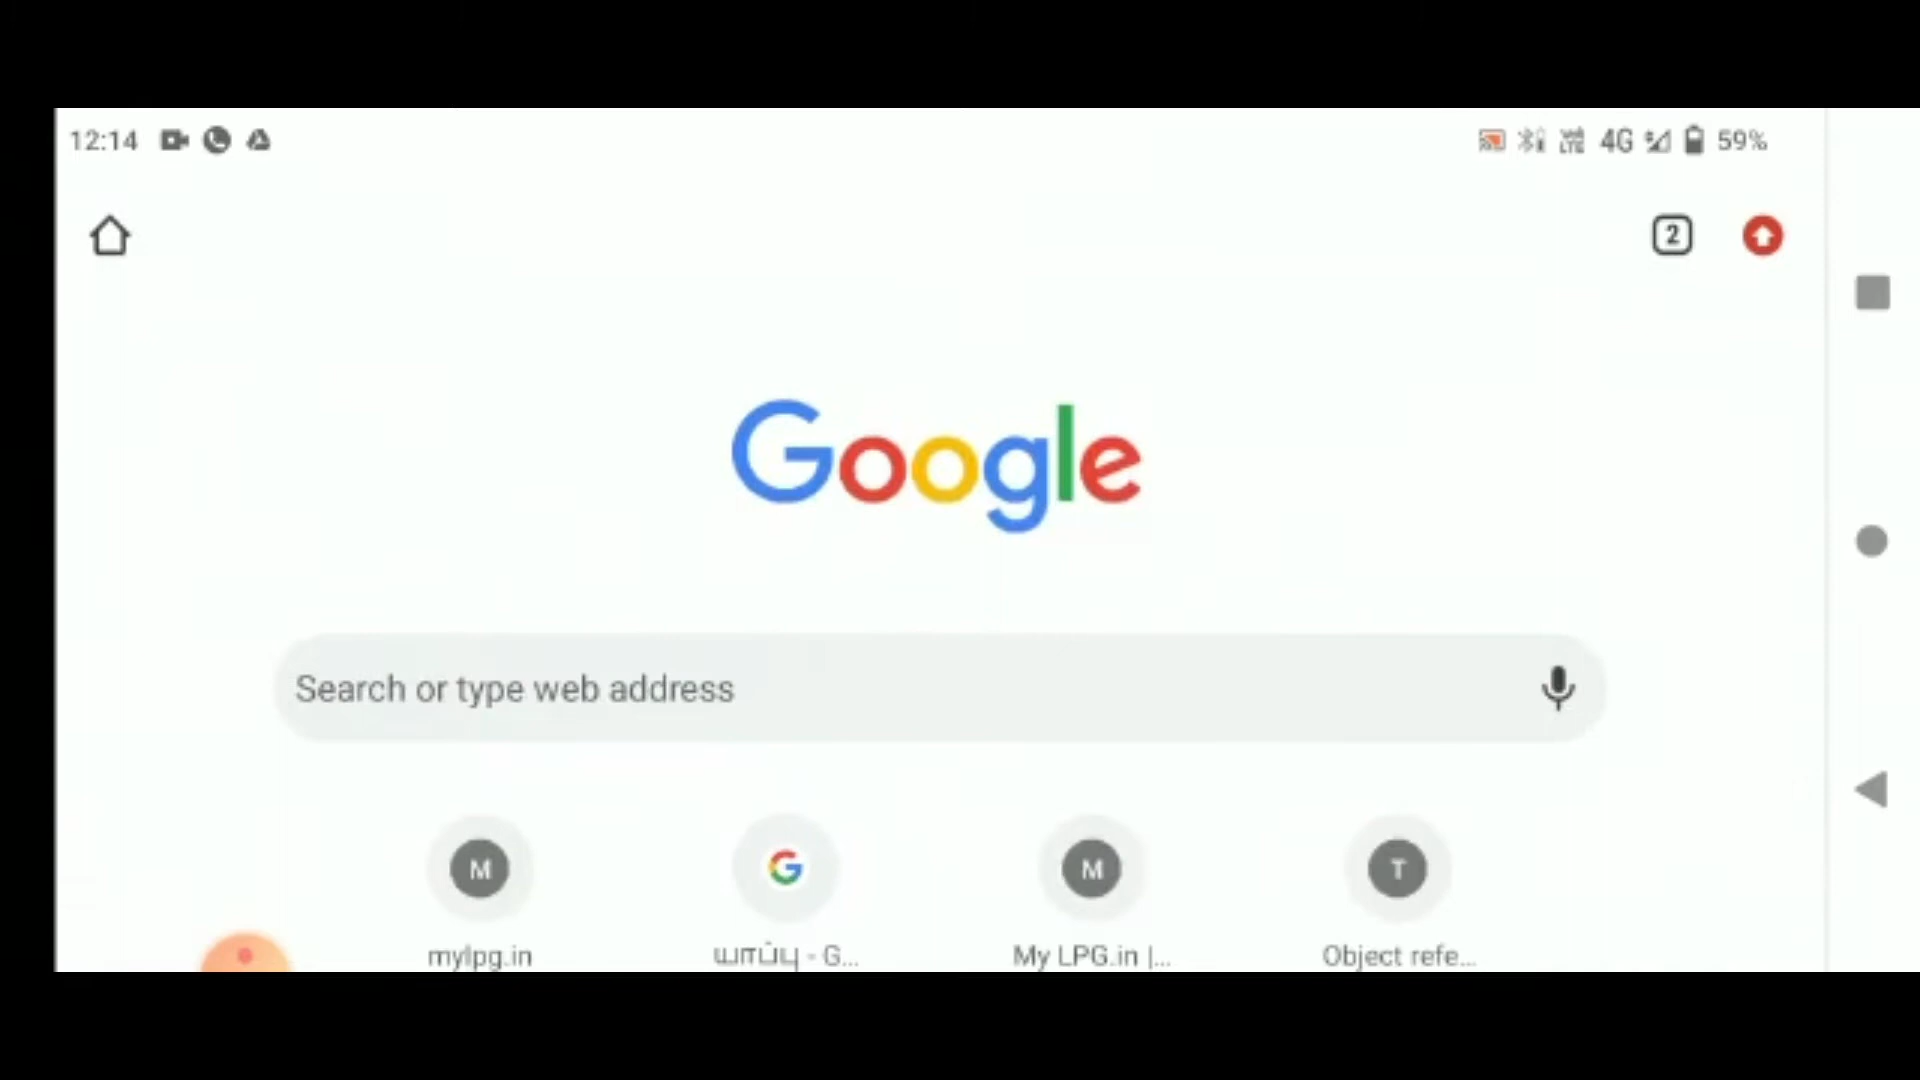 12:14
4G 59%
2
Google
Search or type web address
M
G
M
T
mylpg.in
யாப்பு - G...
My LPG.in |...
Object refe...